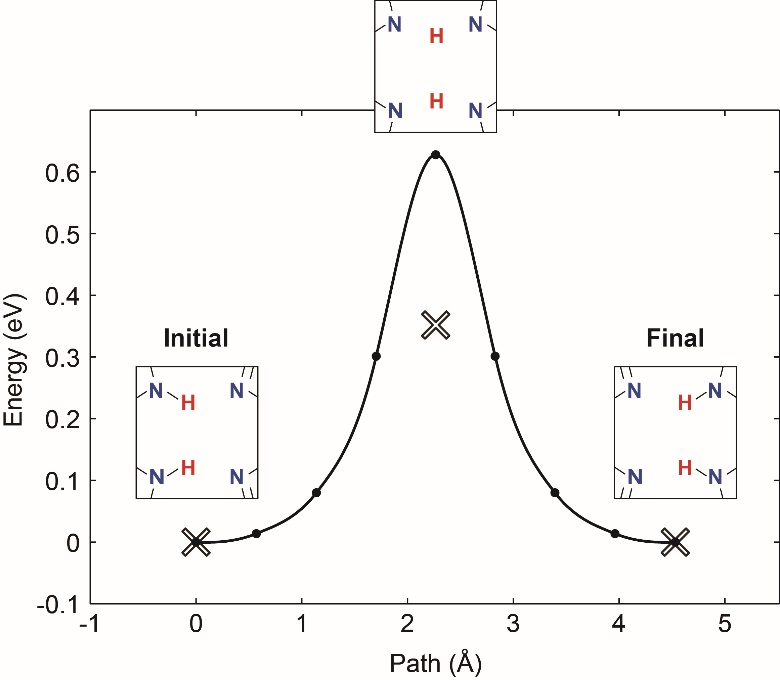 N H N
N H N
0.6
0.5
0.4
0.3
0.2
0.1
0
-0.1
Energy (eV)
Initial
N H N
N H N
Final
N H N
N H N
-1 0 1 2 3 4 5
Path (Å)